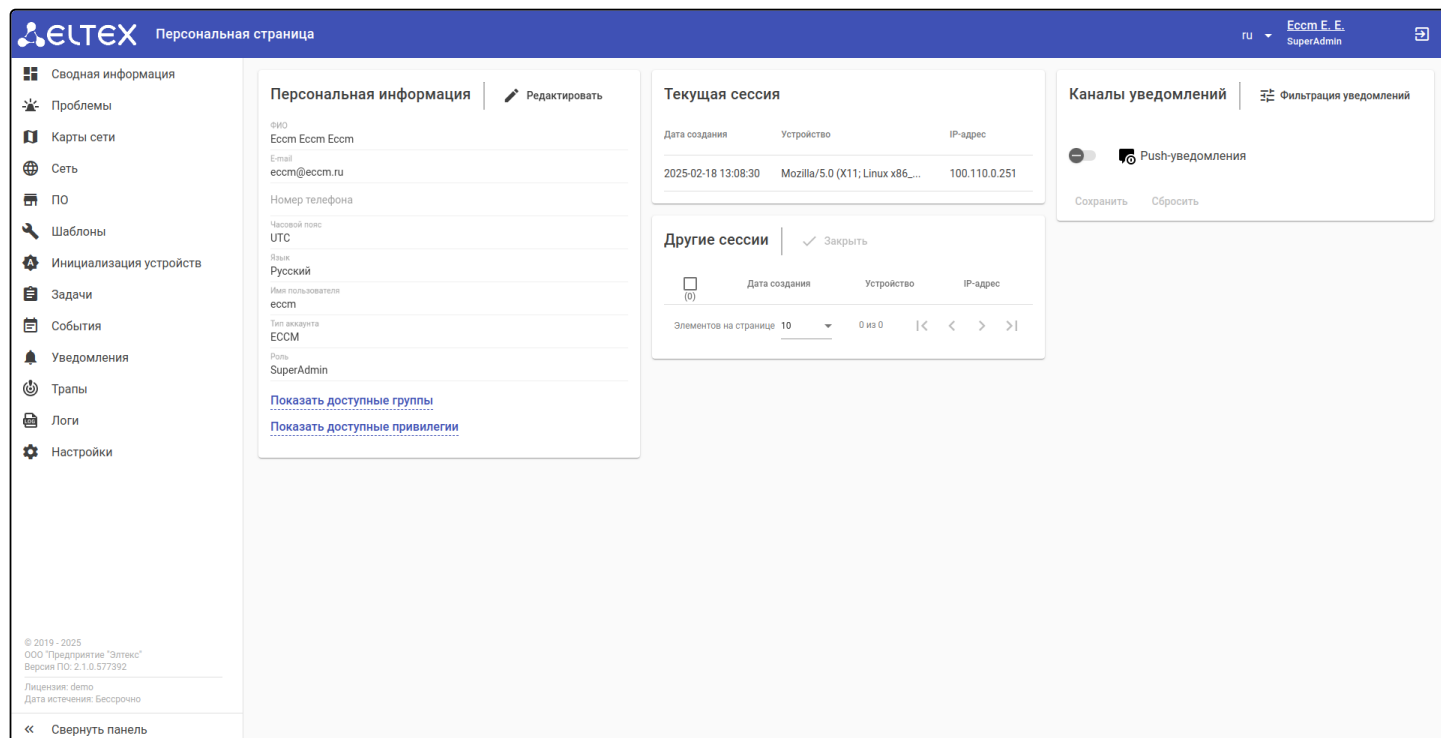 ELTEX Персональная страница
ru
Eccm E. E.
SuperAdmin
Сводная информация
Проблемы
Карты сети
Сеть
ПО
Шаблоны
Инициализация устройств
Задачи
События
Уведомления
Трапы
Логи
Настройки
© 2019 - 2025
ООО "Предприятие "Элтекс"
Версия ПО: 2.1.0.577392
Лицензия: demo
Дата истечения: Бессрочно
Свернуть панель
Персональная информация Редактировать
ФИО
Eccm Eccm Eccm
E-mail
eccm@eccm.ru
Номер телефона
Часовой пояс
UTC
Язык
Русский
Имя пользователя
eccm
Тип аккаунта
ECCM
Роль
SuperAdmin
Показать доступные группы
Показать доступные привилегии
Текущая сессия
Дата создания Устройство IP-адрес
2025-02-18 13:08:30 Mozilla/5.0 (X11; Linux x86_... 100.110.0.251
Другие сессии Закрыть
(0) Дата создания Устройство IP-адрес
Элементов на странице 10 0 из 0
Каналы уведомлений Фильтрация уведомлений
Push-уведомления
Сохранить Сбросить